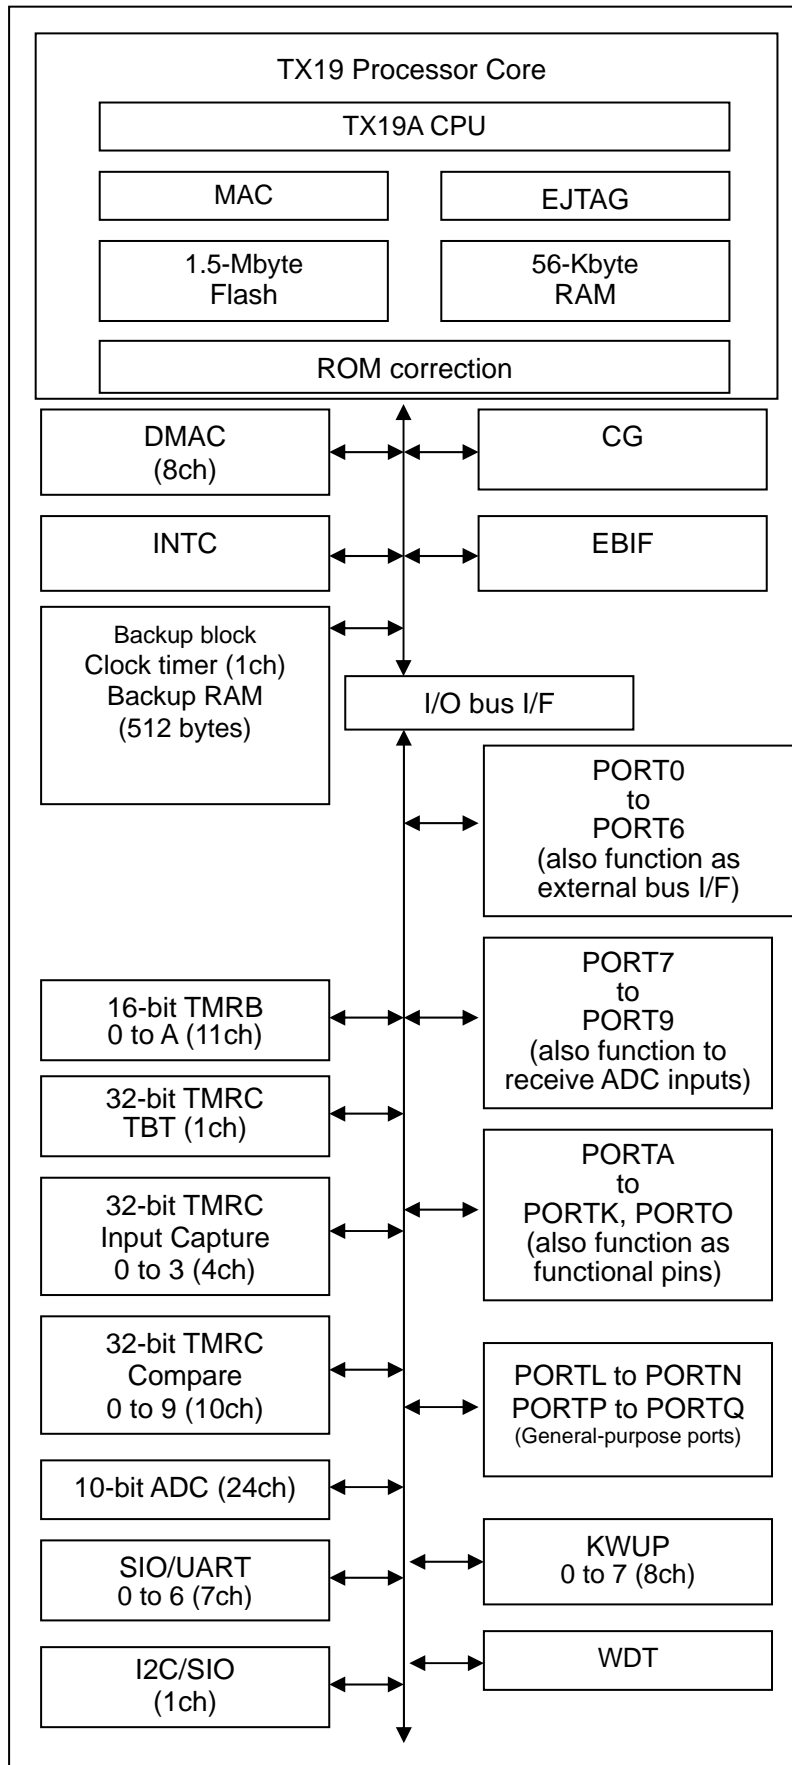 TX19 Processor Core
TX19A CPU
MAC
EJTAG
1.5-Mbyte
Flash
56-Kbyte
RAM
ROM correction
DMAC
(8ch)
CG
INTC
EBIF
Backup block
Clock timer (1ch)
Backup RAM
(512 bytes)
I/O bus I/F
PORT0
to
PORT6
(also function as
external bus I/F)
16-bit TMRB
0 to A (11ch)
PORT7
to
PORT9
(also function to
receive ADC inputs)
32-bit TMRC
TBT (1ch)
32-bit TMRC
Input Capture
0 to 3 (4ch)
PORTA
to
PORTK, PORTO
(also function as
functional pins)
32-bit TMRC
Compare
0 to 9 (10ch)
PORTL to PORTN
PORTP to PORTQ
(General-purpose ports)
10-bit ADC (24ch)
SIO/UART
0 to 6 (7ch)
KWUP
0 to 7 (8ch)
I2C/SIO
(1ch)
WDT